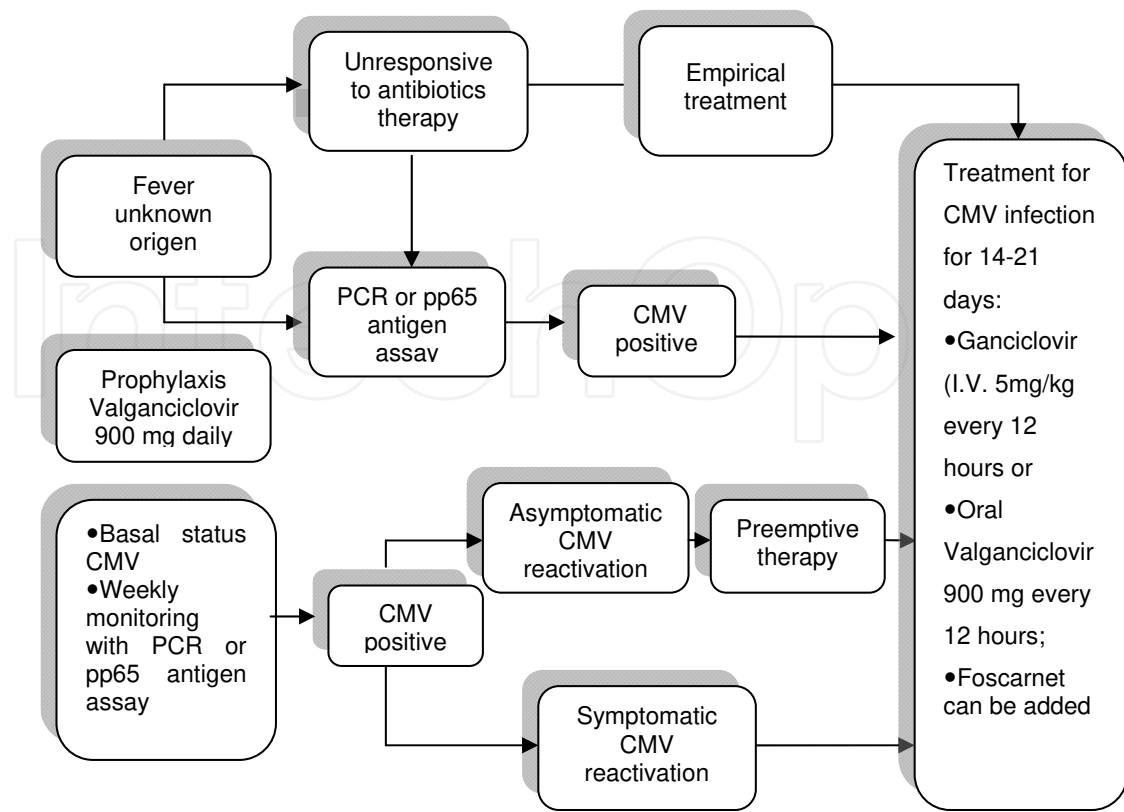 Unresponsive
to antibiotics
therapy
Empirical
treatment
Fever
unknown
origen
PCR or pp65
antigen
assay
CMV
positive
Prophylaxis
Valganciclovir
900 mg daily
●Basal status
CMV
●Weekly
monitoring
with PCR or
pp65 antigen
assay
CMV
positive
Asymptomatic
CMV
reactivation
Preemptive
therapy
Symptomatic
CMV
reactivation
Treatment for
CMV infection
for 14-21
days:
●Ganciclovir
(I.V. 5mg/kg
every 12
hours or
●Oral
Valganciclovir
900 mg every
12 hours;
●Foscarnet
can be added
IntechOp